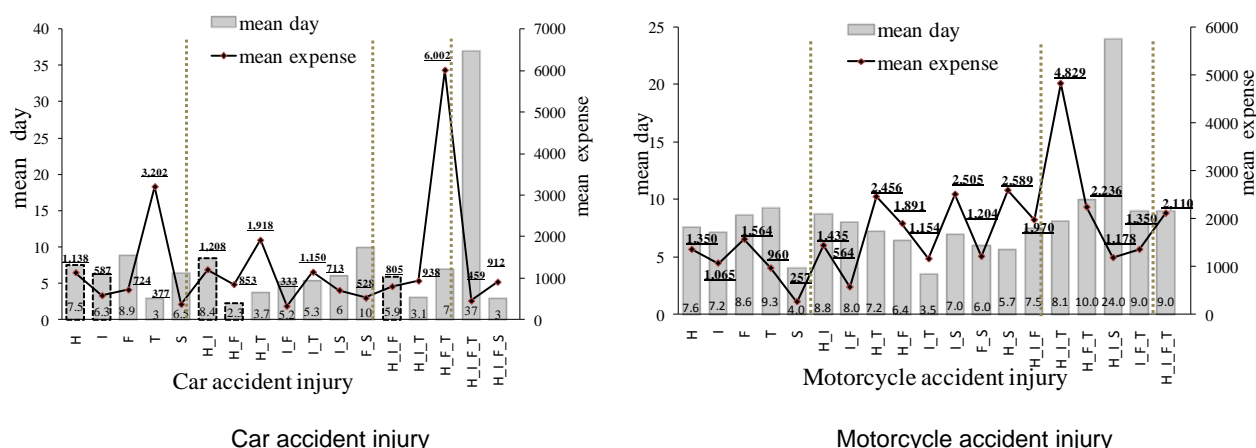 mean day
mean expense
40
35
30
25
20
15
10
5
0
mean day
7000
6000
5000
4000
3000
2000
1000
0
mean expense
1,138
587
724
3,202
377
1,208
853
1,918
333
1,150
713
528
805
938
6,002
459
912
7.5
6.3
8.9
3
6.5
8.4
2.3
3.7
5.2
5.3
6
10
5.9
3.1
7
37
3
H
I
F
T
S
H_I
H_F
H_T
I_F
I_T
I_S
F_S
H_I_F
H_I_T
H_F_T
H_I_F_T
H_I_F_S
Car accident injury
Car accident injury
mean day
mean expense
25
20
15
10
5
0
mean day
6000
5000
4000
3000
2000
1000
0
mean expense
1,350
1,065
1,564
960
257
1,435
564
2,456
1,891
1,154
2,505
1,204
2,589
1,970
4,829
2,236
1,178
1,350
2,110
7.6
7.2
8.6
9.3
4.0
8.8
8.0
7.2
6.4
3.5
7.0
6.0
5.7
7.5
8.1
10.0
24.0
9.0
9.0
H
I
F
T
S
H_I
I_F
H_T
H_F
I_T
I_S
F_S
H_S
H_I_F
H_I_T
H_F_T
H_I_S
I_F_T
H_I_F_T
Motorcycle accident injury
Motorcycle accident injury